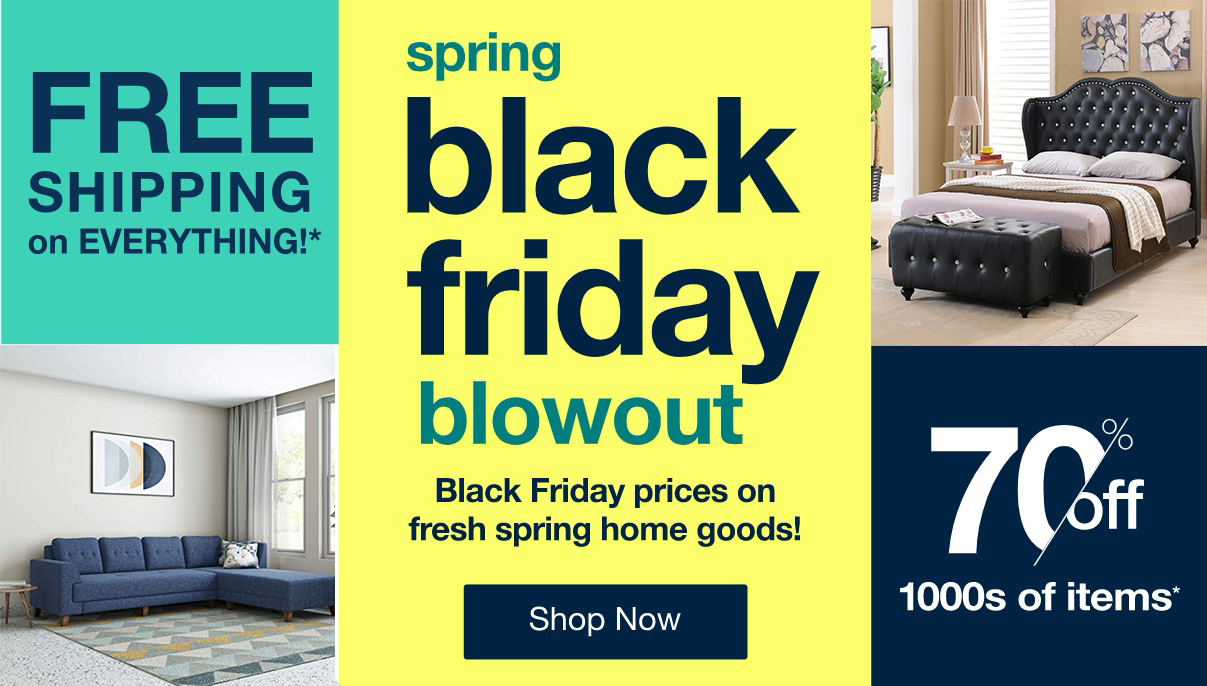 FREE
SHIPPING
on EVERYTHING!*
spring
black
friday
blowout
Black Friday prices on
fresh spring home goods!
Shop Now
70%
off
1000s of items*